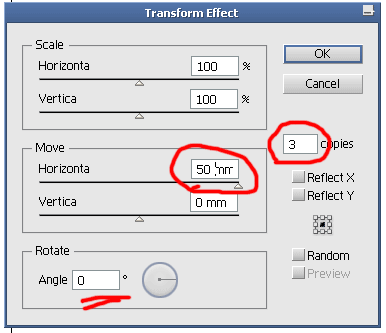 Transform Effect
Scale
Horizonta 100 %
Vertica 100 %
Move
Horizonta 50 mm
Vertica 0 mm
Rotate
Angle 0 °
OK
Cancel
3 copies
Reflect X
Reflect Y
Random
Preview